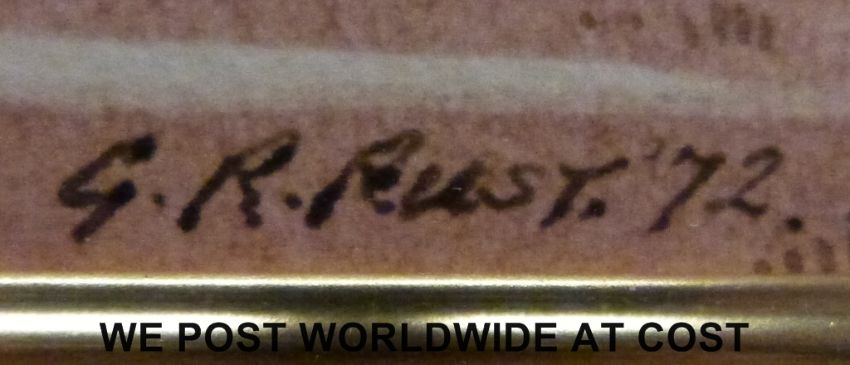 G.R.RUST.'72.
WE POST WORLDWIDE AT COST